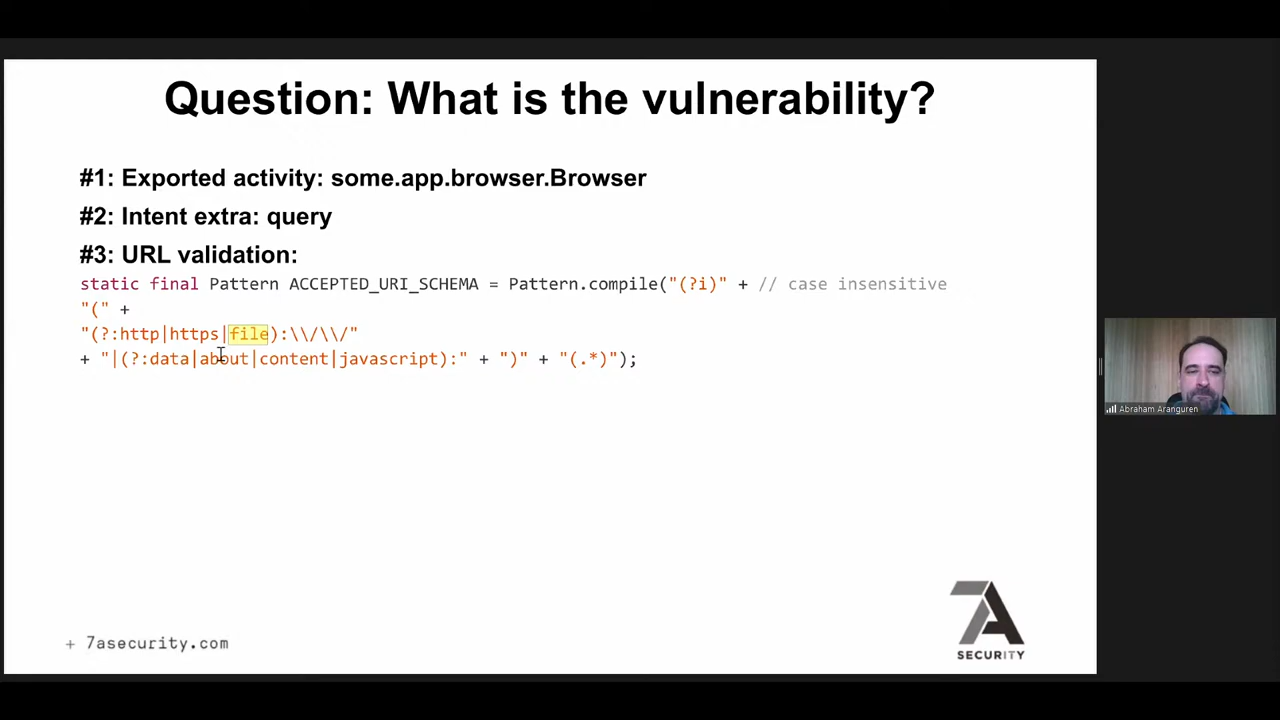 Question: What is the vulnerability?
#1: Exported activity: some.app.browser.Browser
#2: Intent extra: query
#3: URL validation:
static final Pattern ACCEPTED_URI_SCHEMA = Pattern.compile("(?i)" + // case insensitive
"(" +
"(?:http|https|file):\\/\\/"
+ "|(?:data|about|content|javascript):" + ")" + "(.*)");
Abraham Aranguren
+ 7asecurity.com
7A
SECURITY